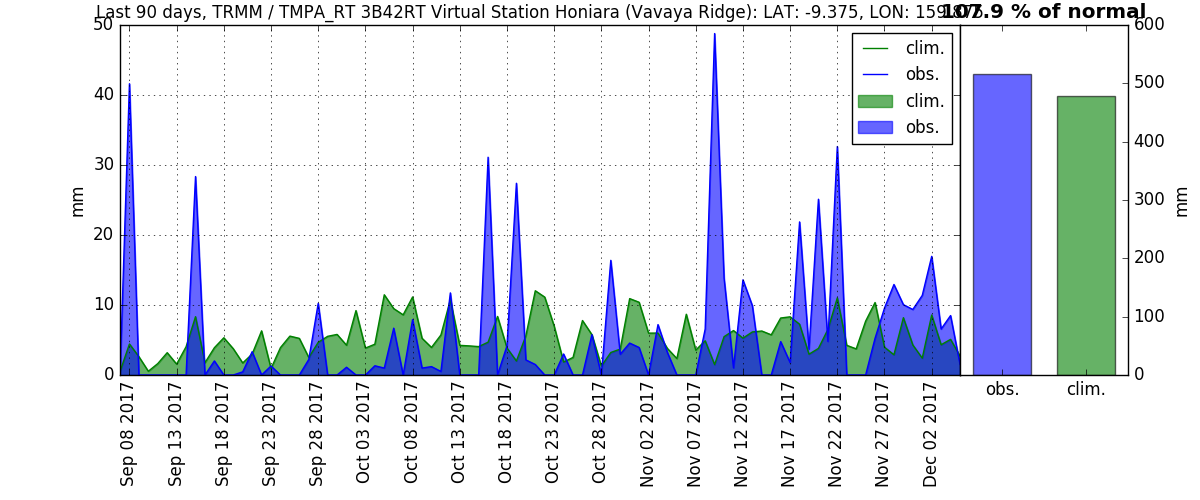 Last 90 days, TRMM / TMPA_RT 3B42RT Virtual Station Honiara (Vavaya Ridge): LAT: -9.375, LON: 159.875
107.9 % of normal
50
40
30
20
10
0
mm
clim.
obs.
clim.
obs.
600
500
400
300
200
100
0
mm
obs.
clim.
Sep 08 2017
Sep 13 2017
Sep 18 2017
Sep 23 2017
Sep 28 2017
Oct 03 2017
Oct 08 2017
Oct 13 2017
Oct 18 2017
Oct 23 2017
Oct 28 2017
Nov 02 2017
Nov 07 2017
Nov 12 2017
Nov 17 2017
Nov 22 2017
Nov 27 2017
Dec 02 2017